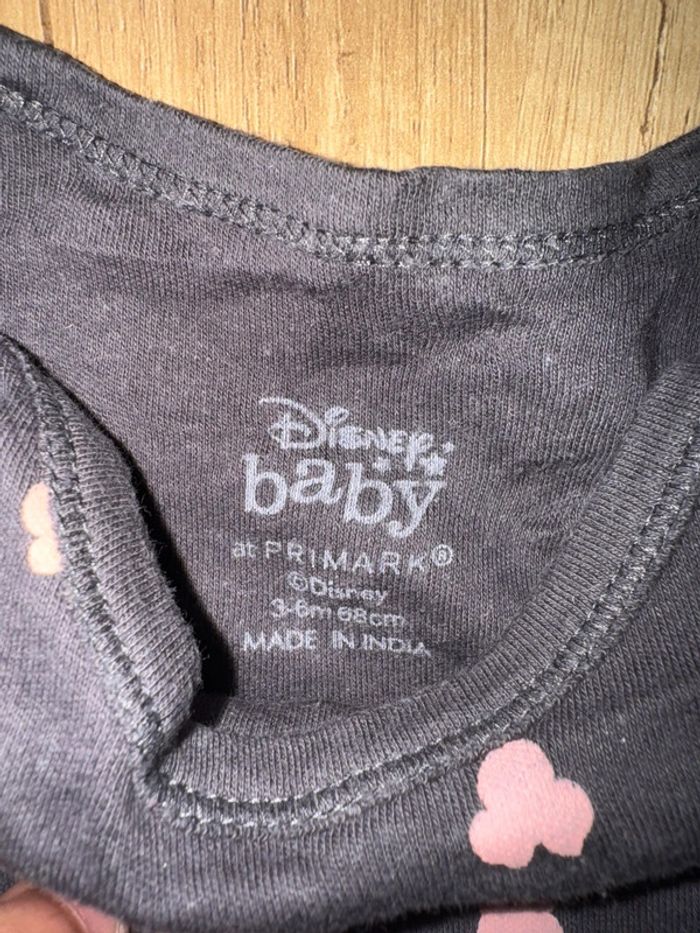 Disney
baby
at PRIMARK®
©Disney
3-6m 68cm
MADE IN INDIA